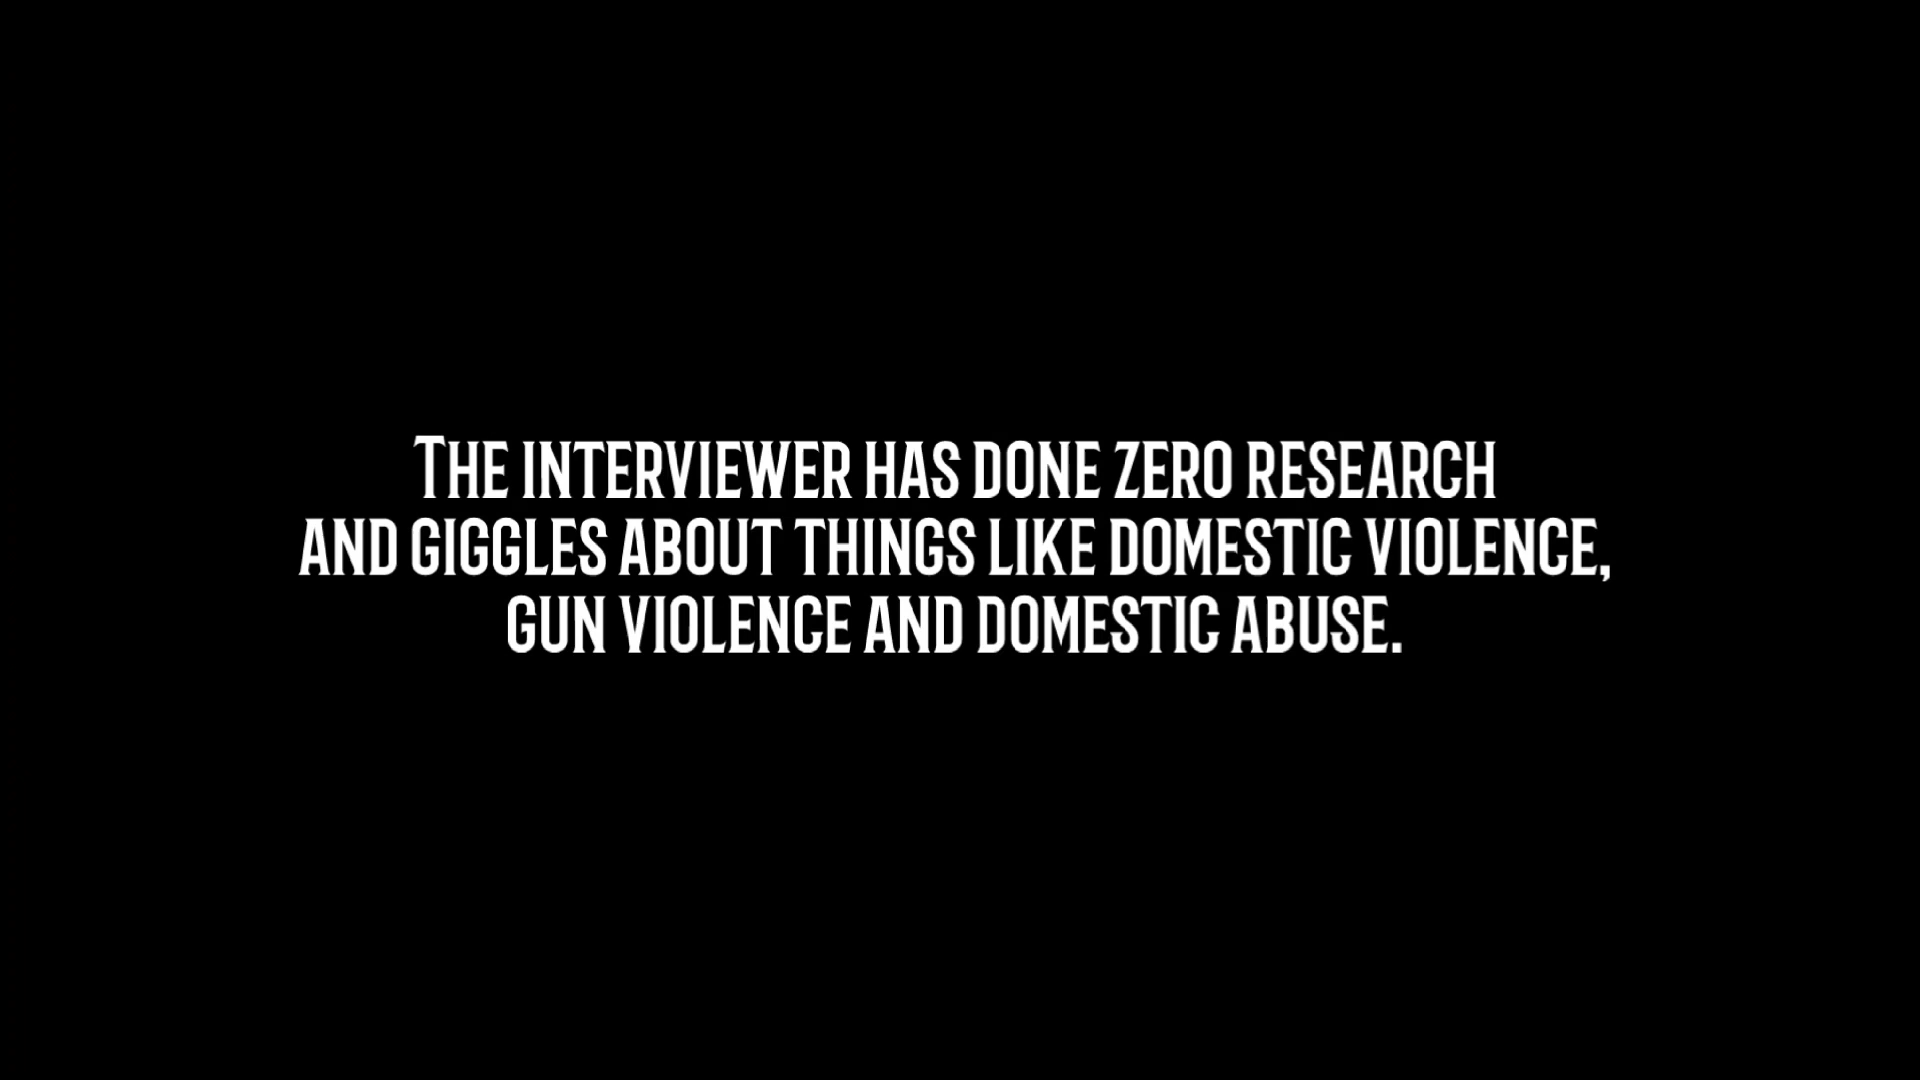 The interviewer has done zero research
and giggles about things like domestic violence,
gun violence and domestic abuse.